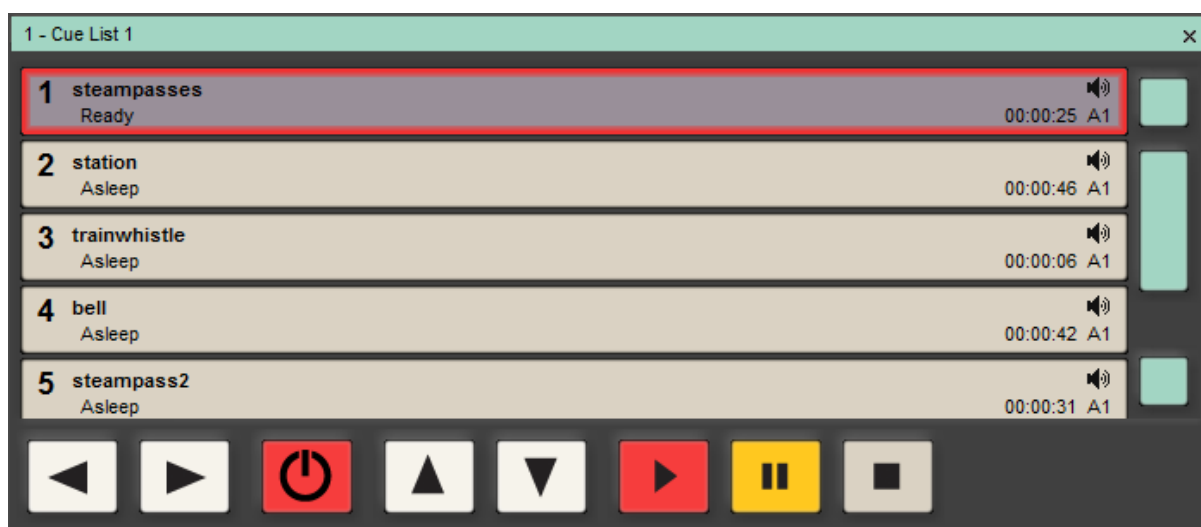 1 - Cue List 1
1 steampasses
Ready 00:00:25 A1
2 station
Asleep 00:00:46 A1
3 trainwhistle
Asleep 00:00:06 A1
4 bell
Asleep 00:00:42 A1
5 steampass2
Asleep 00:00:31 A1